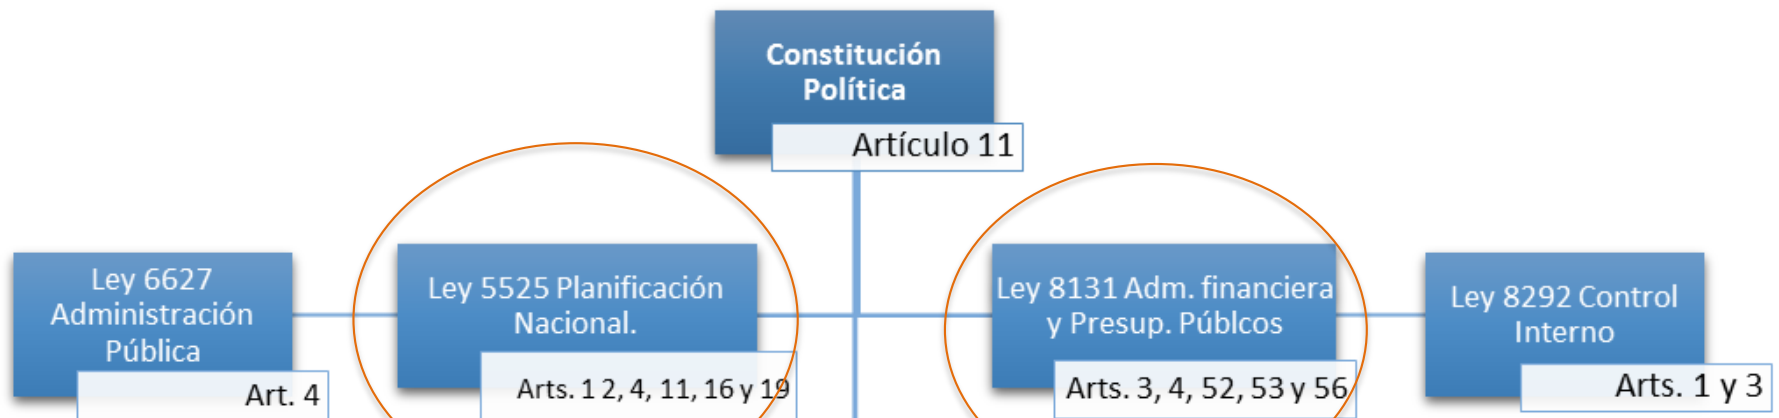 Constitución
Política
Artículo 11
Ley 6627
Administración
Pública
Art. 4
Ley 5525 Planificación
Nacional.
Arts. 1 2, 4, 11, 16 y 19
Ley 8131 Adm. financiera
y Presup. Públcos
Arts. 3, 4, 52, 53 y 56
Ley 8292 Control
Interno
Arts. 1 y 3